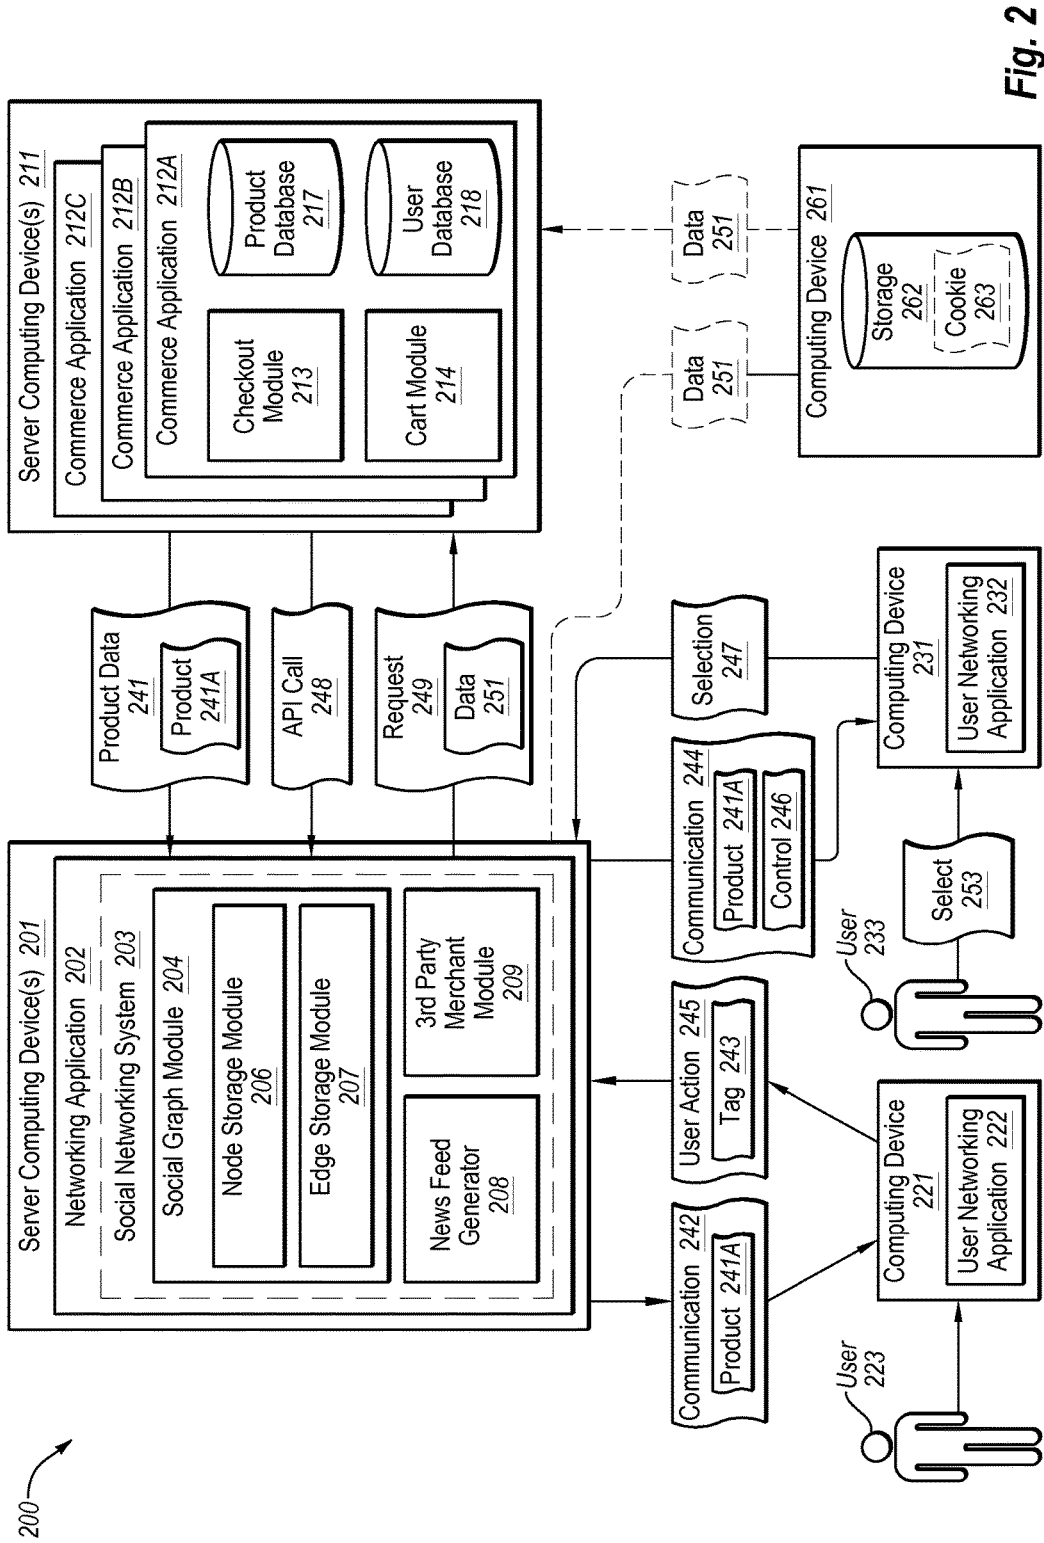 200
Server Computing Device(s) 201
Networking Application 202
Social Networking System 203
Social Graph Module 204
Node Storage Module
206
Edge Storage Module
207
News Feed
Generator
208
3rd Party
Merchant
Module
209
Product Data
241
Product
241A
API Call
248
Request
249
Data
251
Server Computing Device(s) 211
Commerce Application 212C
Commerce Application 212B
Commerce Application 212A
Checkout
Module
213
Product
Database
217
Cart Module
214
User
Database
218
Communication 242
Product 241A
User Action 245
Tag 243
Communication 244
Product 241A
Control 246
Selection
247
Data
251
Data
251
User
223
Computing Device
221
User Networking
Application 222
User
233
Select
253
Computing Device
231
User Networking
Application 232
Computing Device 261
Storage
262
Cookie
263
Fig. 2